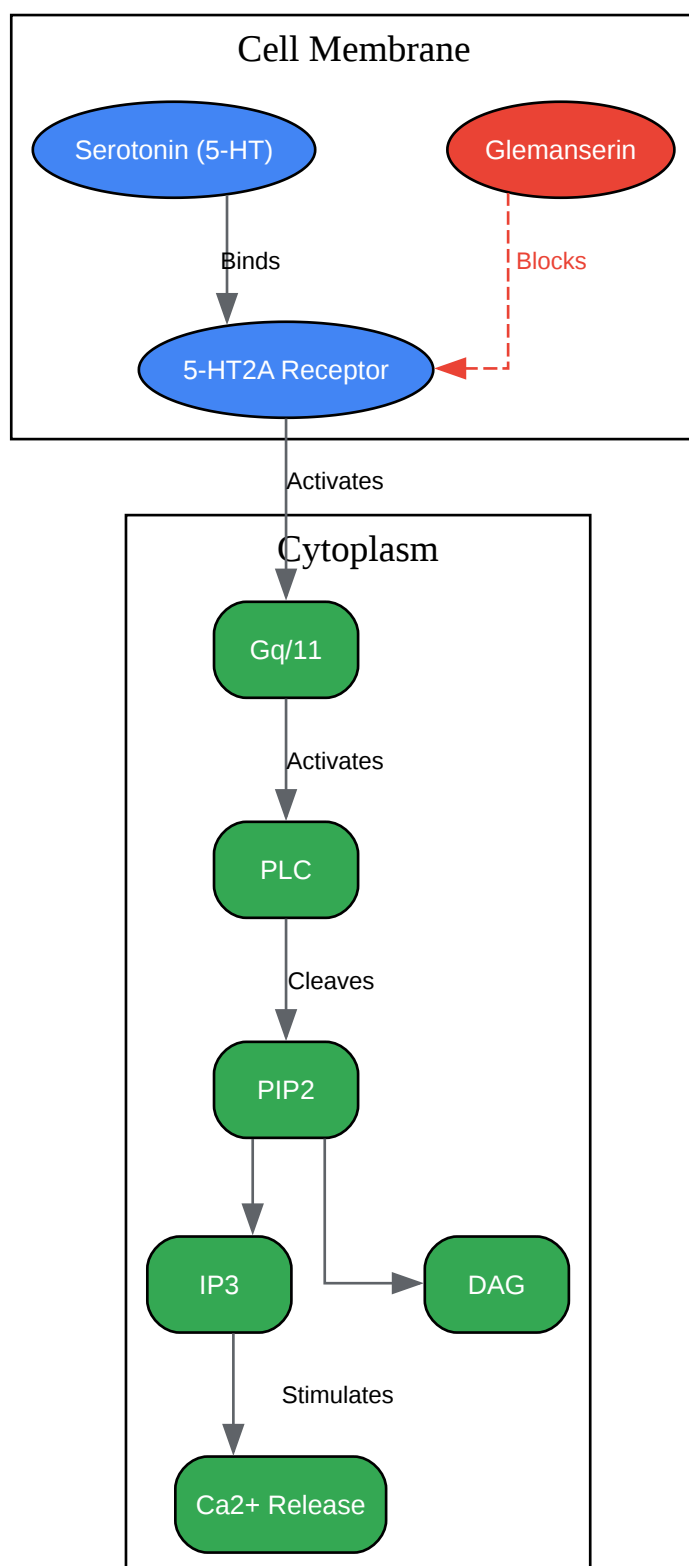 Cell Membrane
Serotonin (5-HT)
Glemanserin
Binds
Blocks
5-HT2A Receptor
Activates
Cytoplasm
Gq/11
Activates
PLC
Cleaves
PIP2
IP3
DAG
Stimulates
Ca2+ Release